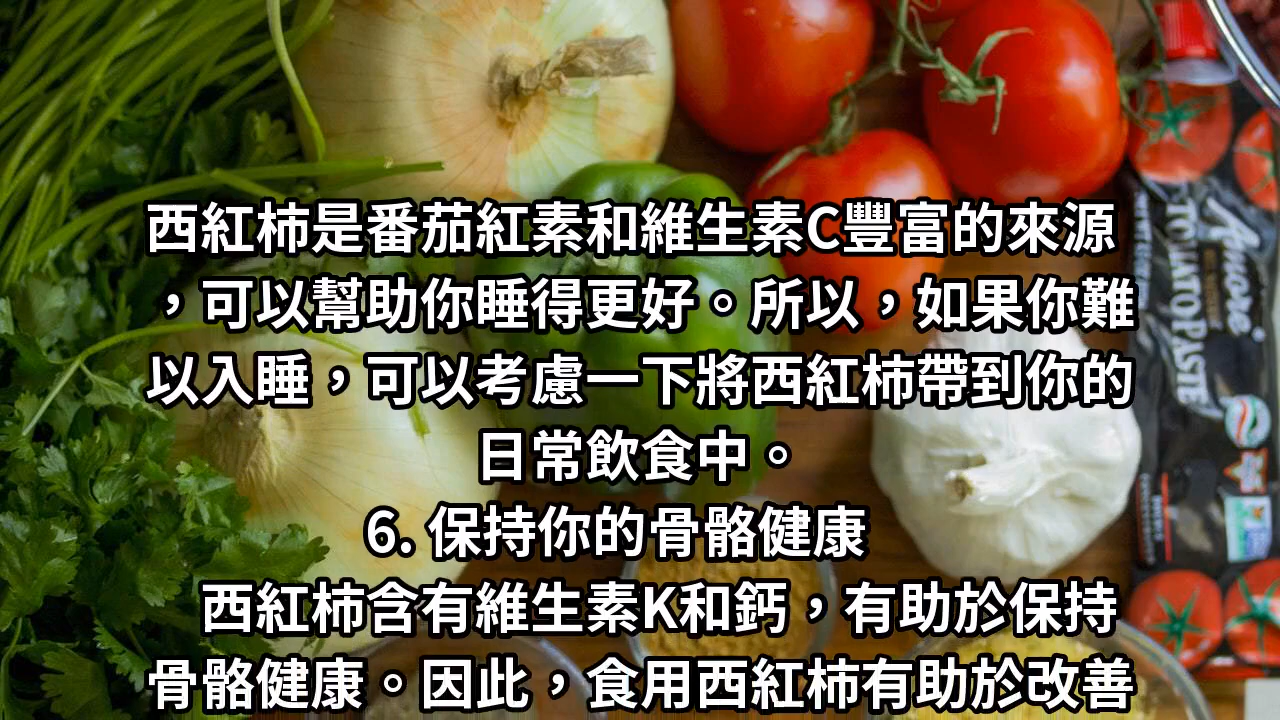 西紅柿是番茄紅素和維生素C豐富的來源
，可以幫助你睡得更好。所以，如果你難
以入睡，可以考慮一下將西紅柿帶到你的
日常飲食中。
6. 保持你的骨骼健康
西紅柿含有維生素K和鈣，有助於保持
骨骼健康。因此，食用西紅柿有助於改善
Amore
TOMATO PASTE